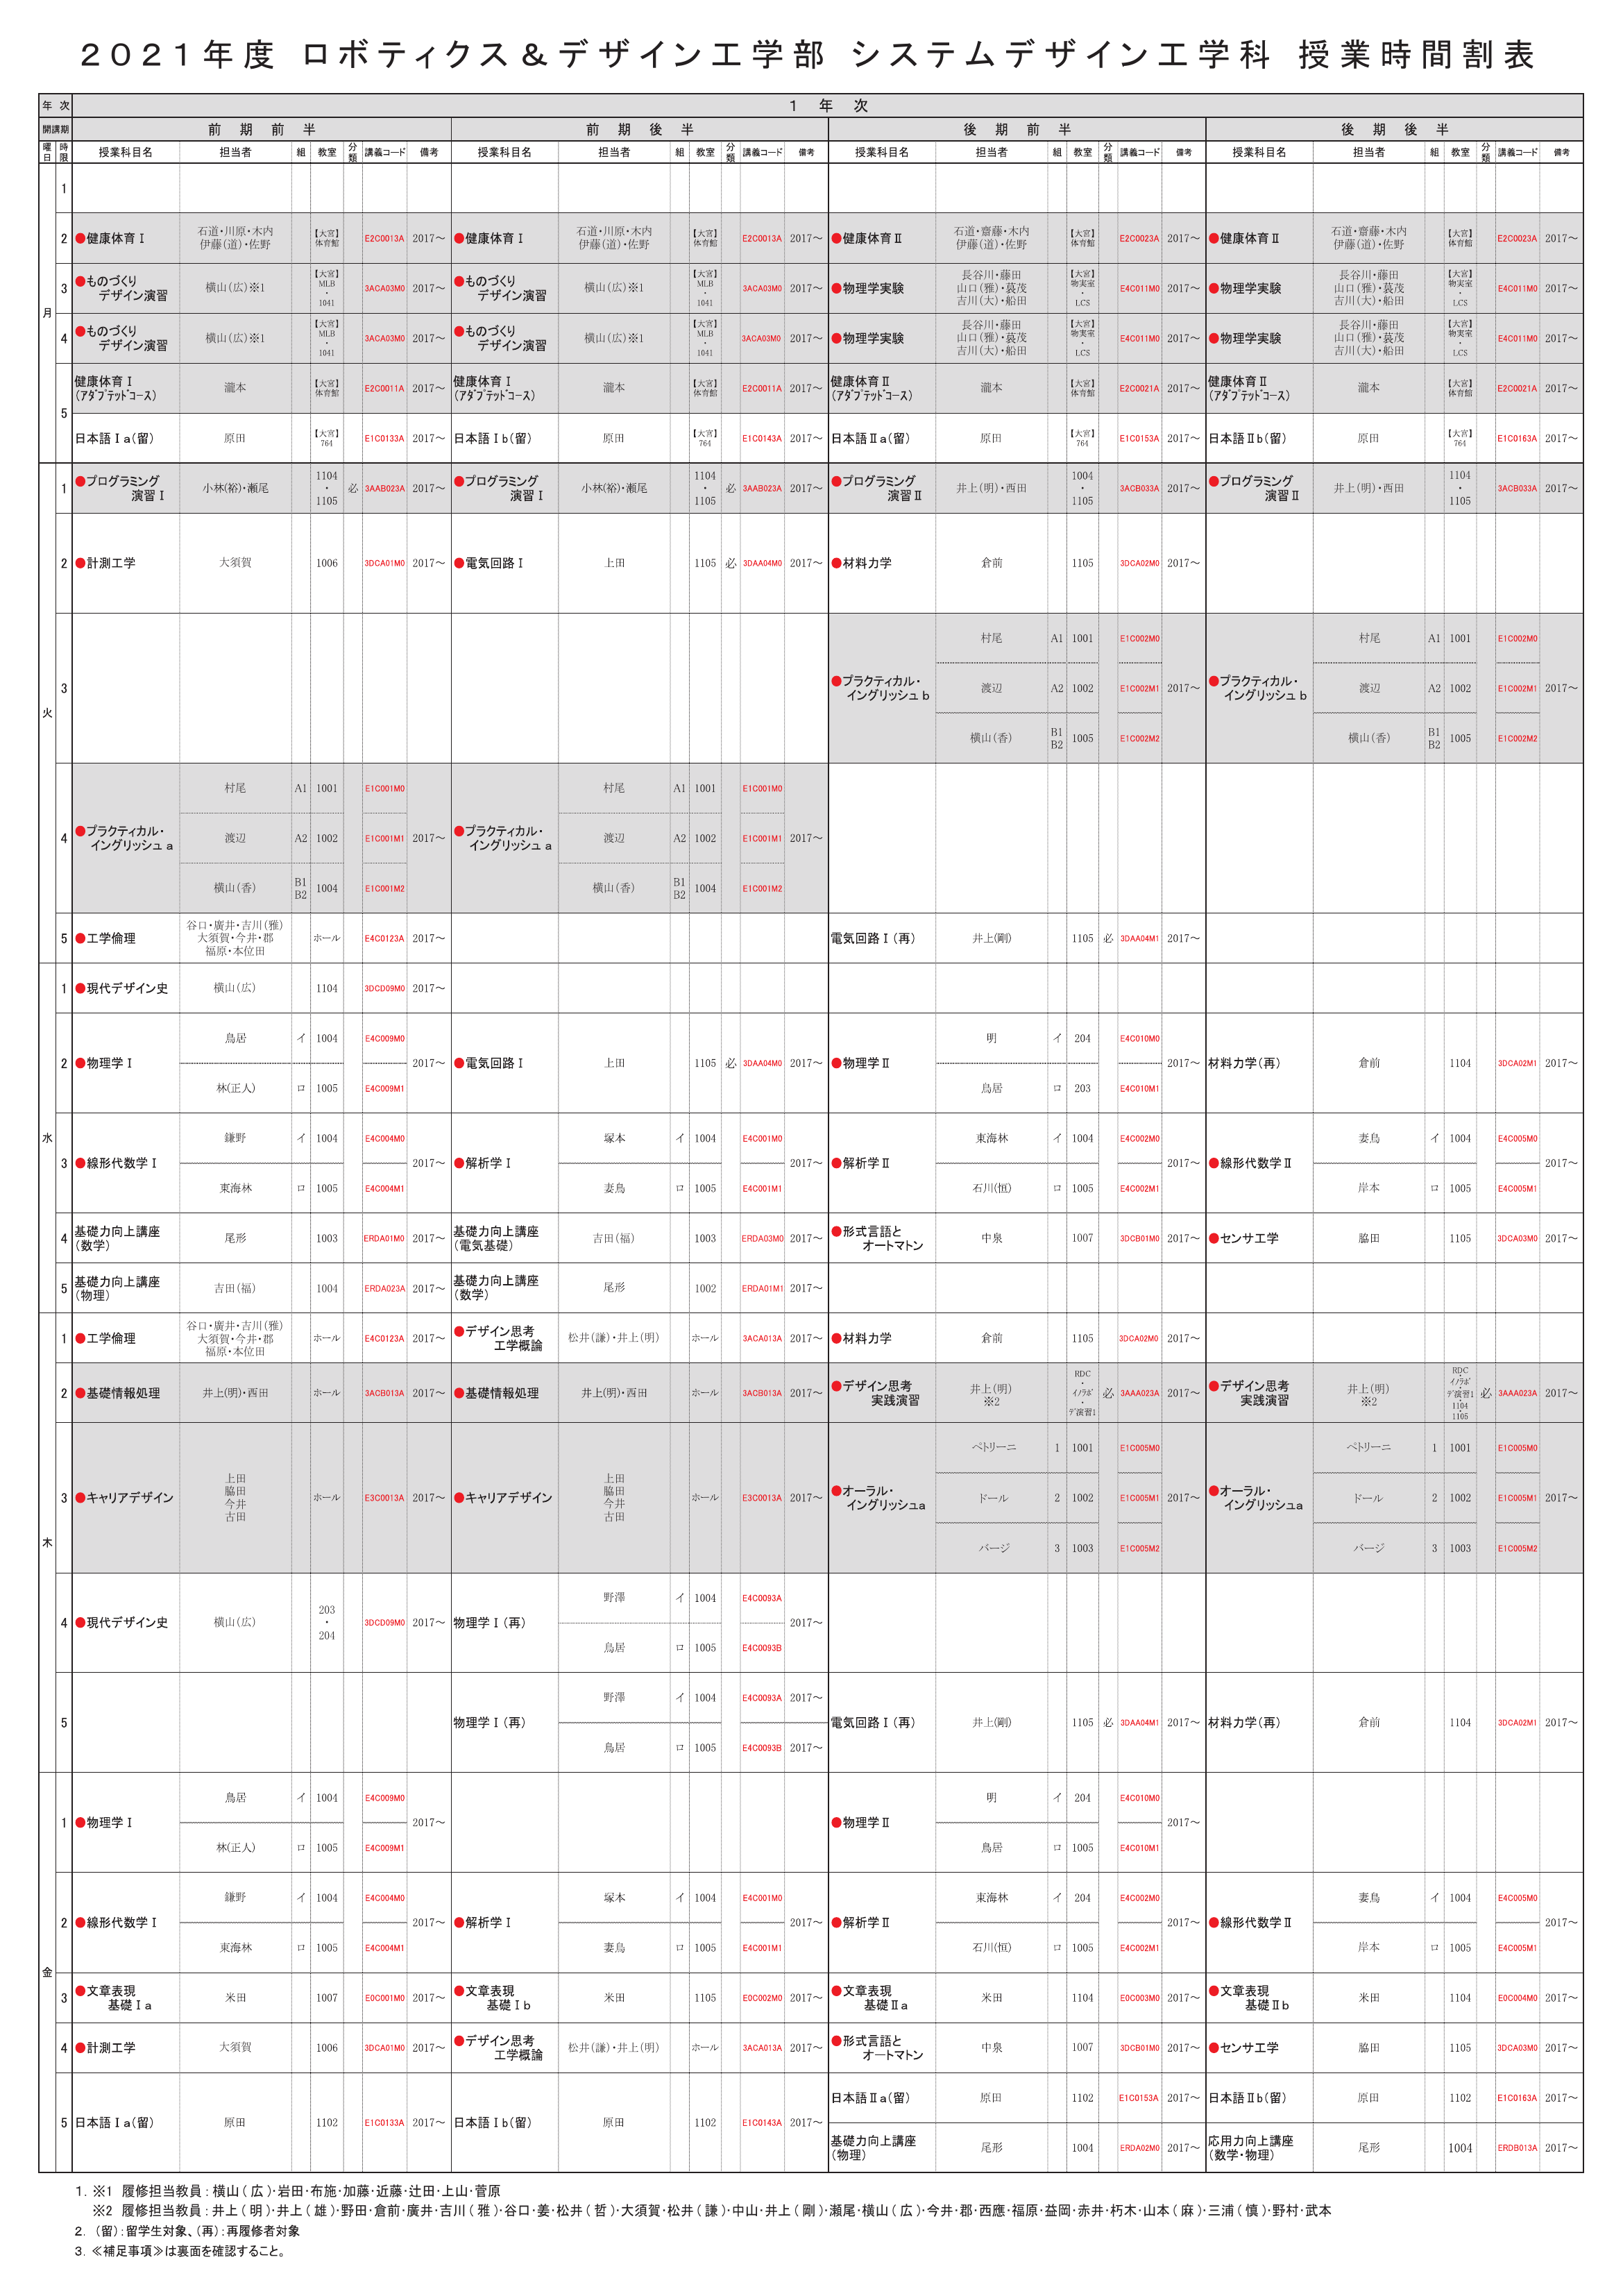 2021年度 ロボティクス＆デザイン工学部 システムデザイン工学科 授業時間割表
年 次 1 年 次
開講期 前 期 前 半 前 期 後 半 後 期 前 半 後 期 後 半
曜日 時限 授業科目名 担当者 組 教室 分類 講義コード 備考 授業科目名 担当者 組 教室 分類 講義コード 備考 授業科目名 担当者 組 教室 分類 講義コード 備考 授業科目名 担当者 組 教室 分類 講義コード 備考
月
1
2 ●健康体育Ⅰ 石道・川原・木内 伊藤(道)・佐野 【大宮】体育館 E2C0013A 2017～ ●健康体育Ⅰ 石道・川原・木内 伊藤(道)・佐野 【大宮】体育館 E2C0013A 2017～ ●健康体育Ⅱ 石道・齋藤・木内 伊藤(道)・佐野 【大宮】体育館 E2C0023A 2017～ ●健康体育Ⅱ 石道・齋藤・木内 伊藤(道)・佐野 【大宮】体育館 E2C0023A 2017～
3 ●ものづくりデザイン演習 横山(広)※1 【大宮】MLB・1041 3ACA03M0 2017～ ●ものづくりデザイン演習 横山(広)※1 【大宮】MLB・1041 3ACA03M0 2017～ ●物理学実験 長谷川・藤田 山口(雅)・藪茂 吉川(大)・船田 【大宮】物実室・LCS E4C011M0 2017～ ●物理学実験 長谷川・藤田 山口(雅)・藪茂 吉川(大)・船田 【大宮】物実室・LCS E4C011M0 2017～
4 ●ものづくりデザイン演習 横山(広)※1 【大宮】MLB・1041 3ACA03M0 2017～ ●ものづくりデザイン演習 横山(広)※1 【大宮】MLB・1041 3ACA03M0 2017～ ●物理学実験 長谷川・藤田 山口(雅)・藪茂 吉川(大)・船田 【大宮】物実室・LCS E4C011M0 2017～ ●物理学実験 長谷川・藤田 山口(雅)・藪茂 吉川(大)・船田 【大宮】物実室・LCS E4C011M0 2017～
5 健康体育Ⅰ(アダプテッドコース) 瀧本 【大宮】体育館 E2C0011A 2017～ 健康体育Ⅰ(アダプテッドコース) 瀧本 【大宮】体育館 E2C0011A 2017～ 健康体育Ⅱ(アダプテッドコース) 瀧本 【大宮】体育館 E2C0021A 2017～ 健康体育Ⅱ(アダプテッドコース) 瀧本 【大宮】体育館 E2C0021A 2017～
日本語Ⅰa(留) 原田 【大宮】764 E1C0133A 2017～ 日本語Ⅰb(留) 原田 【大宮】764 E1C0143A 2017～ 日本語Ⅱa(留) 原田 【大宮】764 E1C0153A 2017～ 日本語Ⅱb(留) 原田 【大宮】764 E1C0163A 2017～
火
1 ●プログラミング演習Ⅰ 小林(裕)・瀬尾 1104・1105 必 3AAB023A 2017～ ●プログラミング演習Ⅰ 小林(裕)・瀬尾 1104・1105 必 3AAB023A 2017～ ●プログラミング演習Ⅱ 井上(明)・西田 1004・1105 3ACB033A 2017～ ●プログラミング演習Ⅱ 井上(明)・西田 1104・1105 3ACB033A 2017～
2 ●計測工学 大須賀 1006 3DCA01M0 2017～ ●電気回路Ⅰ 上田 1105 必 3DAA04M0 2017～ ●材料力学 倉前 1105 3DCA02M0 2017～
3 ●プラクティカル・イングリッシュb 村尾 A1 1001 E1C002M0 2017～ ●プラクティカル・イングリッシュb 村尾 A1 1001 E1C002M0 2017～
渡辺 A2 1002 E1C002M1 渡辺 A2 1002 E1C002M1
横山(香) B1 B2 1005 E1C002M2 横山(香) B1 B2 1005 E1C002M2
4 ●プラクティカル・イングリッシュa 村尾 A1 1001 E1C001M0 2017～ ●プラクティカル・イングリッシュa 村尾 A1 1001 E1C001M0 2017～
渡辺 A2 1002 E1C001M1 渡辺 A2 1002 E1C001M1
横山(香) B1 B2 1004 E1C001M2 横山(香) B1 B2 1004 E1C001M2
5 ●工学倫理 谷口・廣井・吉川(雅) 大須賀・今井・郡 福原・本位田 ホール E4C0123A 2017～ 電気回路Ⅰ(再) 井上(剛) 1105 必 3DAA04M1 2017～
水
1 ●現代デザイン史 横山(広) 1104 3DCD09M0 2017～
2 ●物理学Ⅰ 鳥居 イ 1004 E4C009M0 2017～ ●電気回路Ⅰ 上田 1105 必 3DAA04M0 2017～ ●物理学Ⅱ 明 イ 204 E4C010M0 2017～ 材料力学(再) 倉前 1104 3DCA02M1 2017～
林(正人) ロ 1005 E4C009M1 鳥居 ロ 203 E4C010M1
3 ●線形代数学Ⅰ 鎌野 イ 1004 E4C004M0 2017～ ●解析学Ⅰ 塚本 イ 1004 E4C001M0 2017～ ●解析学Ⅱ 東海林 イ 1004 E4C002M0 2017～ ●線形代数学Ⅱ 妻鳥 イ 1004 E4C005M0 2017～
東海林 ロ 1005 E4C004M1 妻鳥 ロ 1005 E4C001M1 石川(恒) ロ 1005 E4C002M1 岸本 ロ 1005 E4C005M1
4 基礎力向上講座(数学) 尾形 1003 ERDA01M0 2017～ 基礎力向上講座(電気基礎) 吉田(福) 1003 ERDA03M0 2017～ ●形式言語とオートマトン 中泉 1007 3DCB01M0 2017～ ●センサ工学 脇田 1105 3DCA03M0 2017～
5 基礎力向上講座(物理) 吉田(福) 1004 ERDA023A 2017～ 基礎力向上講座(数学) 尾形 1002 ERDA01M1 2017～
木
1 ●工学倫理 谷口・廣井・吉川(雅) 大須賀・今井・郡 福原・本位田 ホール E4C0123A 2017～ ●デザイン思考工学概論 松井(謙)・井上(明) ホール 3ACA013A 2017～ ●材料力学 倉前 1105 3DCA02M0 2017～
2 ●基礎情報処理 井上(明)・西田 ホール 3ACB013A 2017～ ●基礎情報処理 井上(明)・西田 ホール 3ACB013A 2017～ ●デザイン思考実践演習 井上(明)※2 RDC・イノラボ・デ演習1 必 3AAA023A 2017～ ●デザイン思考実践演習 井上(明)※2 RDC・イノラボ・デ演習1・1104・1105 必 3AAA023A 2017～
3 ●キャリアデザイン 上田 脇田 今井 古田 ホール E3C0013A 2017～ ●キャリアデザイン 上田 脇田 今井 古田 ホール E3C0013A 2017～ ●オーラル・イングリッシュa ペトリーニ 1 1001 E1C005M0 2017～ ●オーラル・イングリッシュa ペトリーニ 1 1001 E1C005M0 2017～
ドール 2 1002 E1C005M1 ドール 2 1002 E1C005M1
バージ 3 1003 E1C005M2 バージ 3 1003 E1C005M2
4 ●現代デザイン史 横山(広) 203・204 3DCD09M0 2017～ 物理学Ⅰ(再) 野澤 イ 1004 E4C0093A 2017～
鳥居 ロ 1005 E4C0093B
5 物理学Ⅰ(再) 野澤 イ 1004 E4C0093A 2017～ 電気回路Ⅰ(再) 井上(剛) 1105 必 3DAA04M1 2017～ 材料力学(再) 倉前 1104 3DCA02M1 2017～
鳥居 ロ 1005 E4C0093B 2017～
金
1 ●物理学Ⅰ 鳥居 イ 1004 E4C009M0 2017～ ●物理学Ⅱ 明 イ 204 E4C010M0 2017～
林(正人) ロ 1005 E4C009M1 鳥居 ロ 1005 E4C010M1
2 ●線形代数学Ⅰ 鎌野 イ 1004 E4C004M0 2017～ ●解析学Ⅰ 塚本 イ 1004 E4C001M0 2017～ ●解析学Ⅱ 東海林 イ 204 E4C002M0 2017～ ●線形代数学Ⅱ 妻鳥 イ 1004 E4C005M0 2017～
東海林 ロ 1005 E4C004M1 妻鳥 ロ 1005 E4C001M1 石川(恒) ロ 1005 E4C002M1 岸本 ロ 1005 E4C005M1
3 ●文章表現基礎Ⅰa 米田 1007 E0C001M0 2017～ ●文章表現基礎Ⅰb 米田 1105 E0C002M0 2017～ ●文章表現基礎Ⅱa 米田 1104 E0C003M0 2017～ ●文章表現基礎Ⅱb 米田 1104 E0C004M0 2017～
4 ●計測工学 大須賀 1006 3DCA01M0 2017～ ●デザイン思考工学概論 松井(謙)・井上(明) ホール 3ACA013A 2017～ ●形式言語とオートマトン 中泉 1007 3DCB01M0 2017～ ●センサ工学 脇田 1105 3DCA03M0 2017～
5 日本語Ⅰa(留) 原田 1102 E1C0133A 2017～ 日本語Ⅰb(留) 原田 1102 E1C0143A 2017～ 日本語Ⅱa(留) 原田 1102 E1C0153A 2017～ 日本語Ⅱb(留) 原田 1102 E1C0163A 2017～
基礎力向上講座(物理) 尾形 1004 ERDA02M0 2017～ 応用力向上講座(数学・物理) 尾形 1004 ERDB013A 2017～
1. ※1 履修担当教員：横山(広)・岩田・布施・加藤・近藤・辻田・上山・菅原
※2 履修担当教員：井上(明)・井上(雄)・野田・倉前・廣井・吉川(雅)・谷口・姜・松井(哲)・大須賀・松井(謙)・中山・井上(剛)・瀬尾・横山(広)・今井・郡・西應・福原・益岡・赤井・朽木・山本(麻)・三浦(慎)・野村・武本
2. (留)：留学生対象、(再)：再履修者対象
3. ≪補足事項≫は裏面を確認すること。